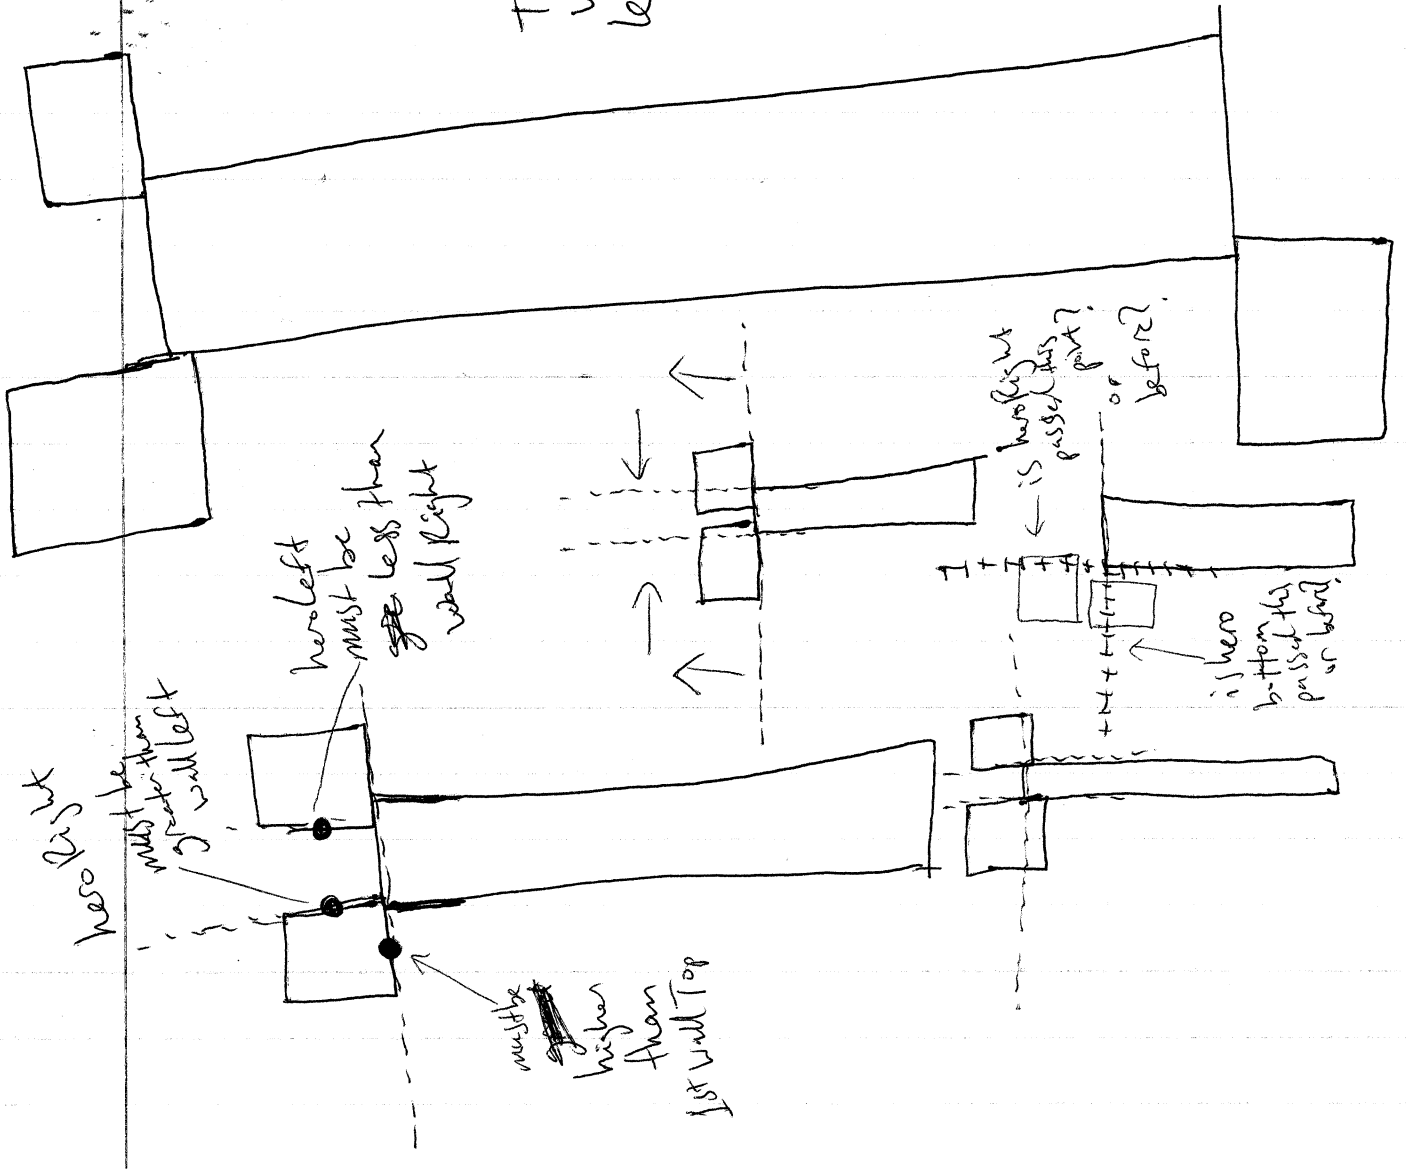 T
hero Right
must be
greater than
wall left
hero left
must be
less than
wall Right
must be
higher
than
1st wall Top
is hero Right
passed this
point?
or
before?
is hero
bottom
passed this
or before?